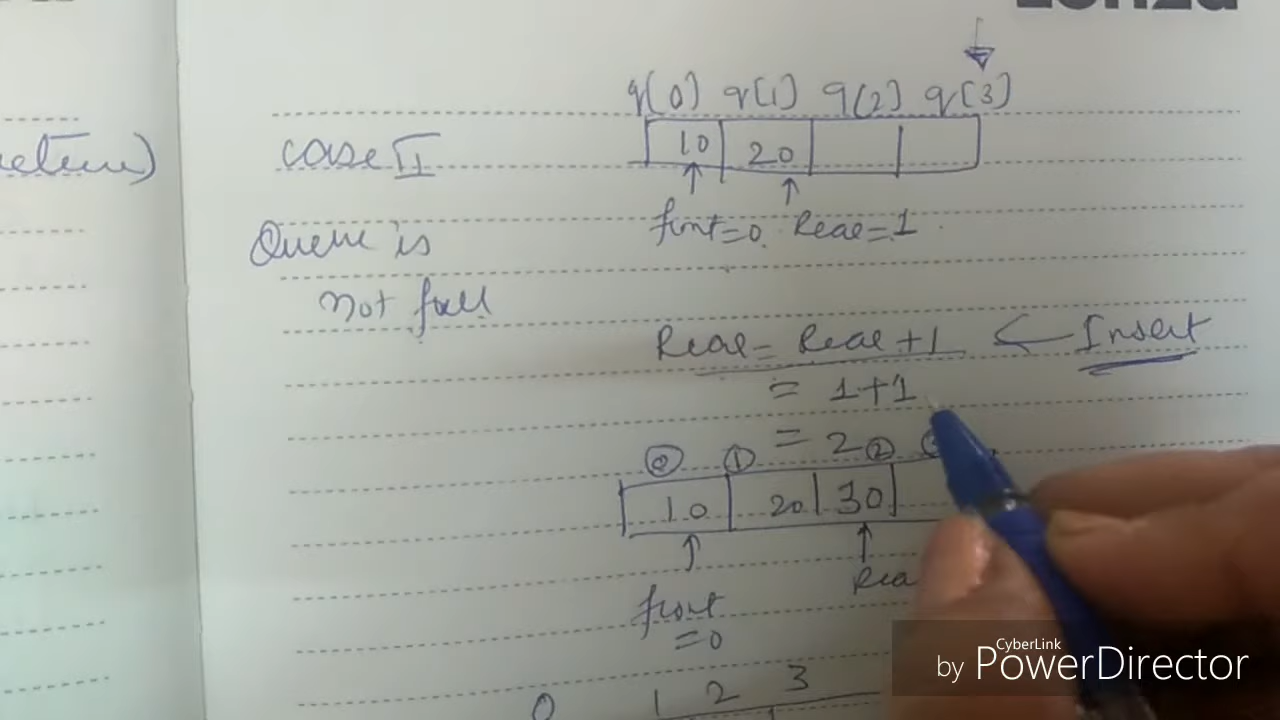 q[0] q[1] q[2] q[3]
case II 10 20
front=0 Rear=1
Queue is
not full
Rear = Rear+1 ← Insert
= 1+1
= 2
0 1 2
10 20 30
front
=0
0 1 2 3
CyberLink
by PowerDirector